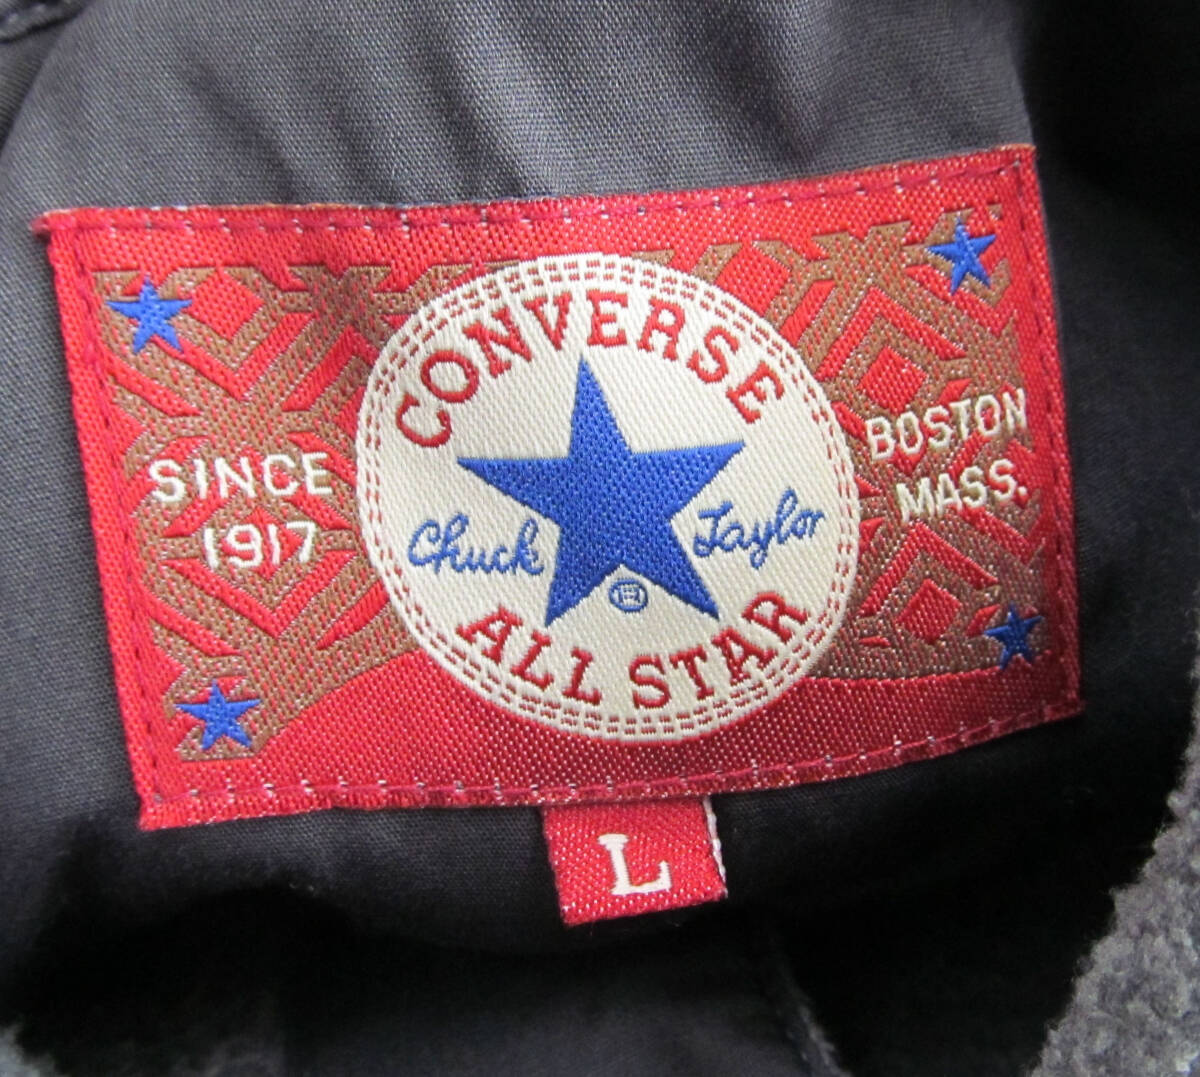 CONVERSE
Chuck Taylor
®
ALL STAR
SINCE
1917
BOSTON
MASS.
L